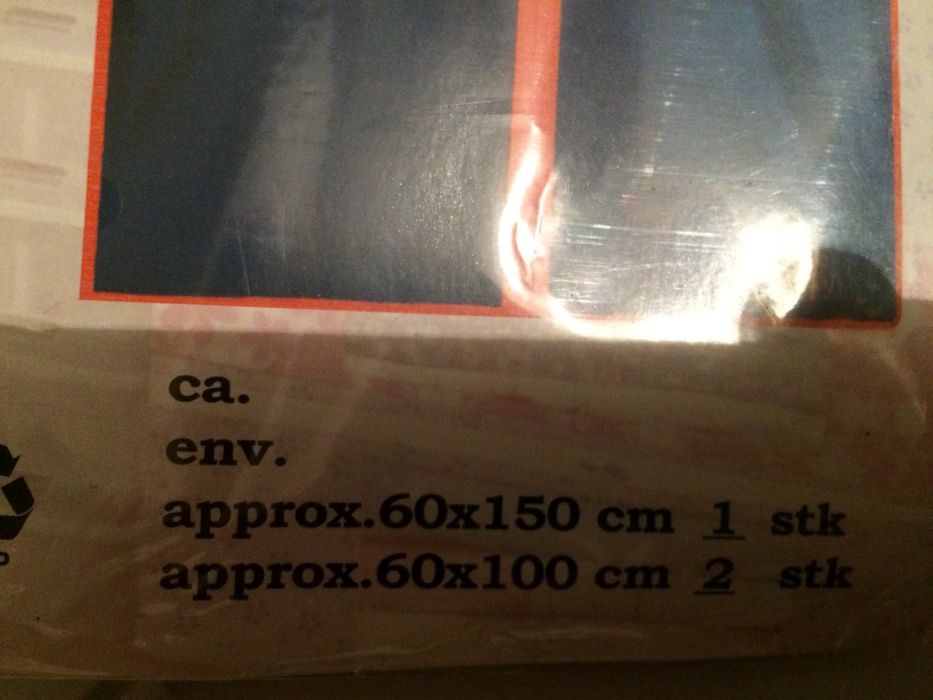 ca.
env.
approx.60x150 cm 1 stk
approx.60x100 cm 2 stk